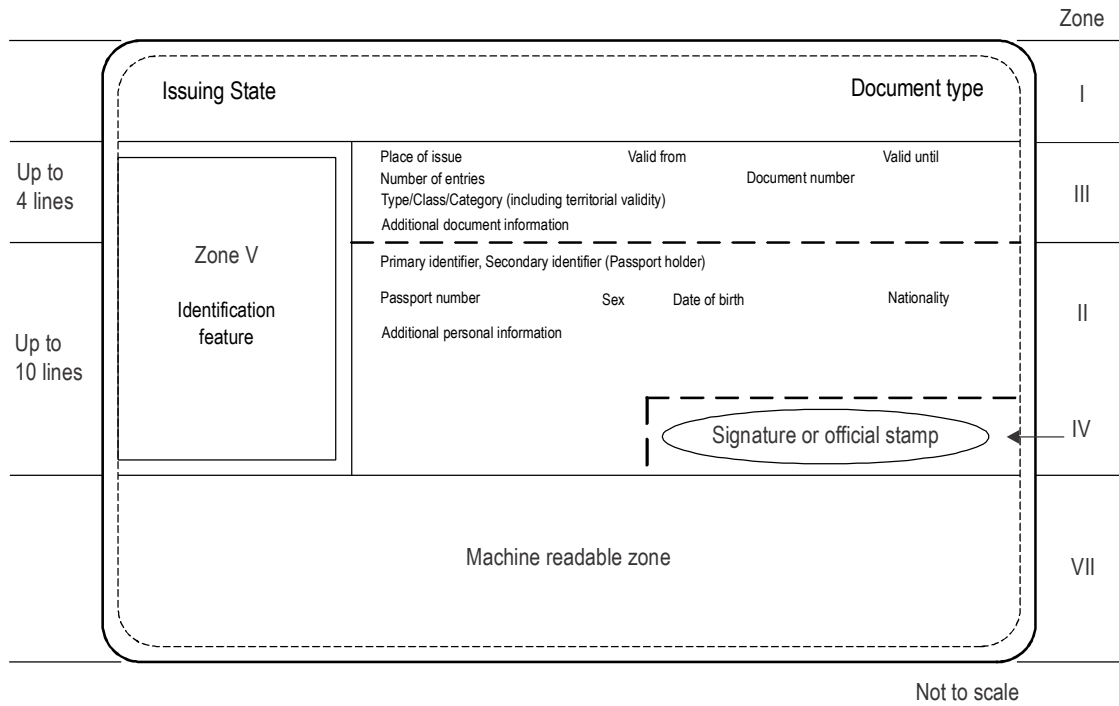 Zone
Issuing State Document type I
Up to
4 lines
Place of issue Valid from Valid until
Number of entries Document number
Type/Class/Category (including territorial validity)
Additional document information
III
Zone V
Identification
feature
Up to
10 lines
Primary identifier, Secondary identifier (Passport holder)
Passport number Sex Date of birth Nationality
Additional personal information
II
Signature or official stamp IV
Machine readable zone VII
Not to scale